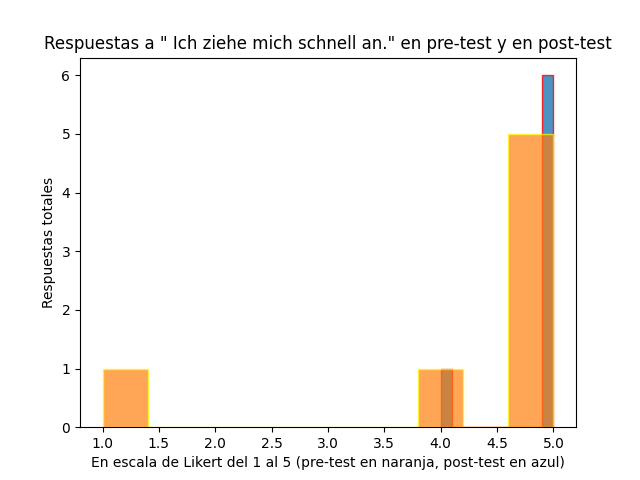 Respuestas a " Ich ziehe mich schnell an." en pre-test y en post-test
6
5
4
3
2
1
0
Respuestas totales
1.0 1.5 2.0 2.5 3.0 3.5 4.0 4.5 5.0
En escala de Likert del 1 al 5 (pre-test en naranja, post-test en azul)